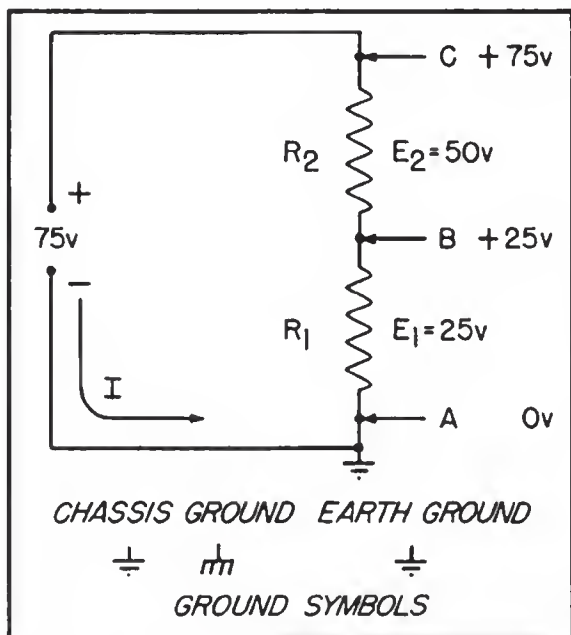 C +75v
R2 E2=50v
+
75v
B +25v
−
R1 E1=25v
I
A 0v
CHASSIS GROUND EARTH GROUND
GROUND SYMBOLS